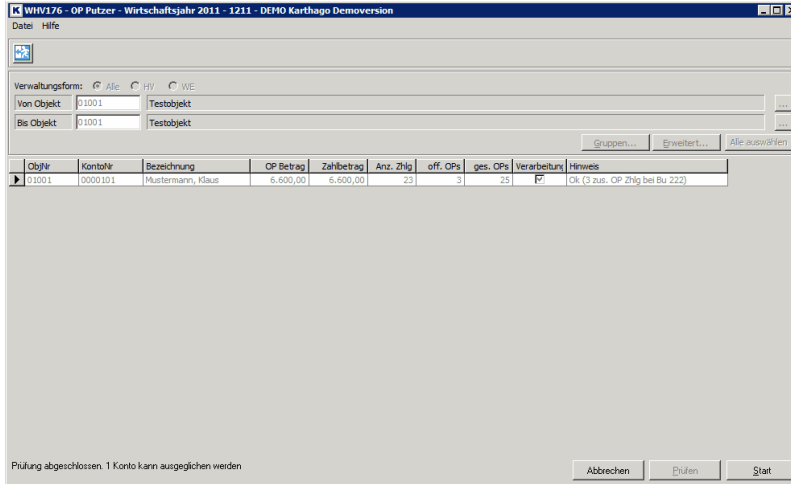 WHV176 - OP Putzer - Wirtschaftsjahr 2011 - 1211 - DEMO Karthago Demoversion
Datei Hilfe
Verwaltungsform: Alle HV WE
Von Objekt 01001 Testobjekt ...
Bis Objekt 01001 Testobjekt ...
Gruppen... Erweitert... Alle auswählen
ObjNr KontoNr Bezeichnung OP Betrag Zahlbetrag Anz. Zhlg off. OPs ges. OPs Verarbeitung Hinweis
01001 0000101 Mustermann, Klaus 6.600,00 6.600,00 23 3 25 Ok (3 zus. OP Zhlg bei Bu 222)
Prüfung abgeschlossen. 1 Konto kann ausgeglichen werden
Abbrechen Prüfen Start